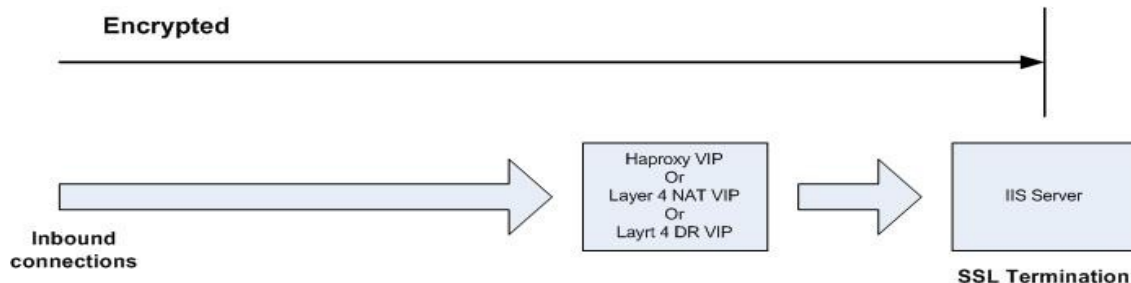 Encrypted
Haproxy VIP
Or
Layer 4 NAT VIP
Or
Layrt 4 DR VIP
IIS Server
Inbound
connections
SSL Termination